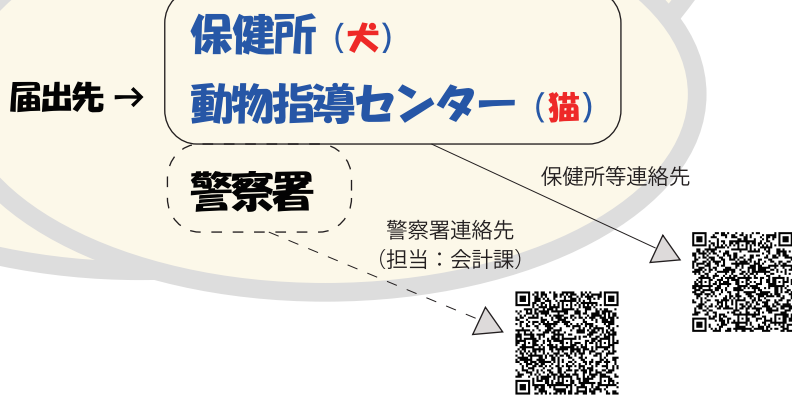 保健所（犬）
届出先 → 動物指導センター（猫）
警察署
保健所等連絡先
警察署連絡先
（担当：会計課）